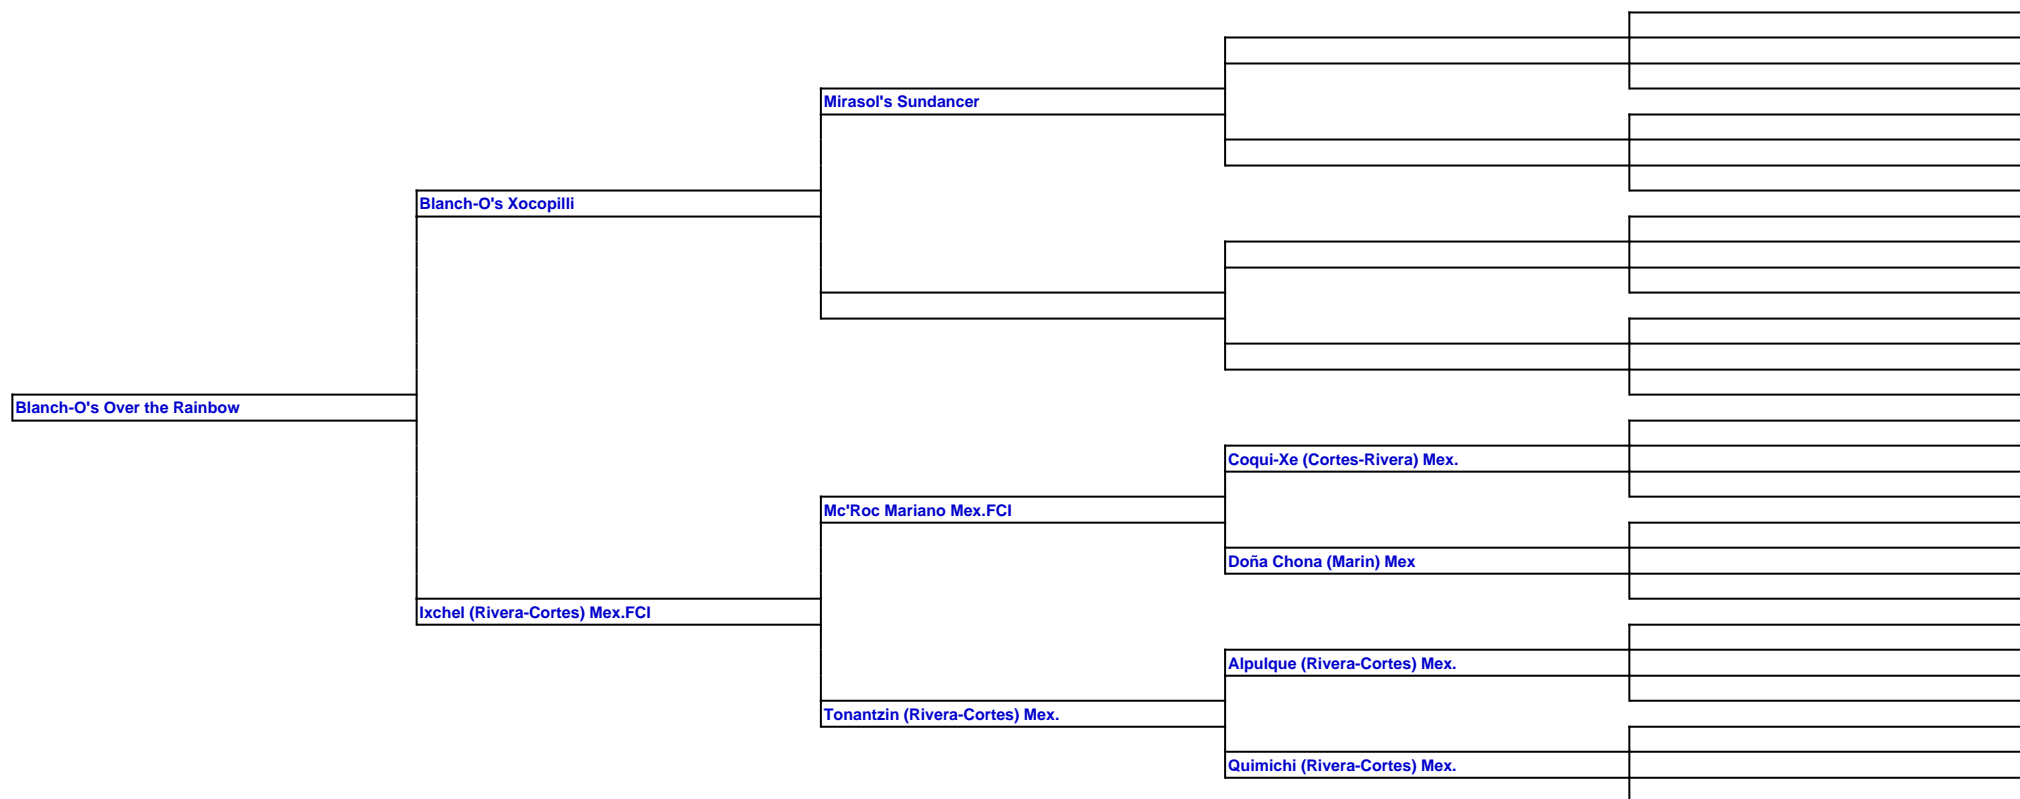 Mirasol's Sundancer
Blanch-O's Xocopilli
Blanch-O's Over the Rainbow
Coqui-Xe (Cortes-Rivera) Mex.
Mc'Roc Mariano Mex.FCI
Doña Chona (Marin) Mex
Ixchel (Rivera-Cortes) Mex.FCI
Alpulque (Rivera-Cortes) Mex.
Tonantzin (Rivera-Cortes) Mex.
Quimichi (Rivera-Cortes) Mex.